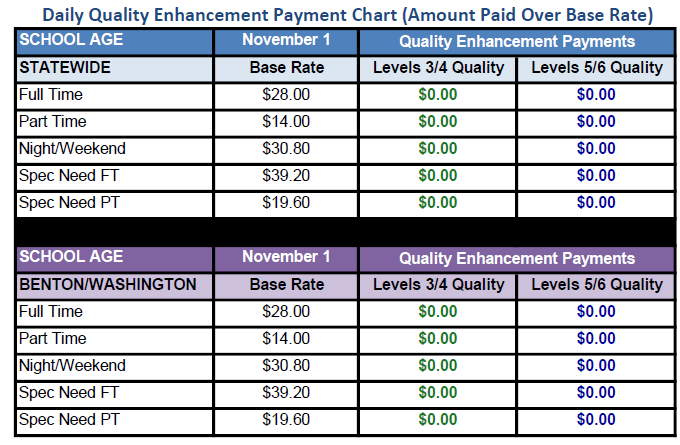 Daily Quality Enhancement Payment Chart (Amount Paid Over Base Rate)
SCHOOL AGE November 1 Quality Enhancement Payments
STATEWIDE Base Rate Levels 3/4 Quality Levels 5/6 Quality
Full Time $28.00 $0.00 $0.00
Part Time $14.00 $0.00 $0.00
Night/Weekend $30.80 $0.00 $0.00
Spec Need FT $39.20 $0.00 $0.00
Spec Need PT $19.60 $0.00 $0.00
SCHOOL AGE November 1 Quality Enhancement Payments
BENTON/WASHINGTON Base Rate Levels 3/4 Quality Levels 5/6 Quality
Full Time $28.00 $0.00 $0.00
Part Time $14.00 $0.00 $0.00
Night/Weekend $30.80 $0.00 $0.00
Spec Need FT $39.20 $0.00 $0.00
Spec Need PT $19.60 $0.00 $0.00